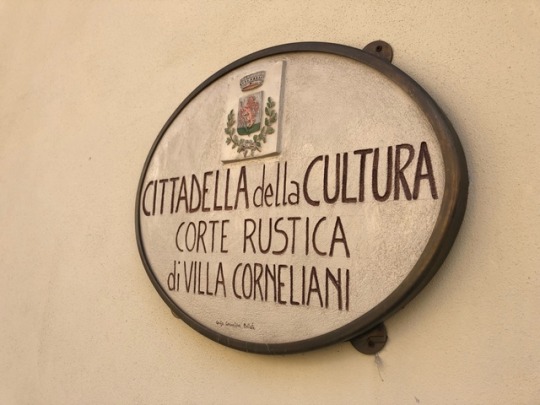 CITTADELLA della CULTURA
CORTE RUSTICA
di VILLA CORNELIANI